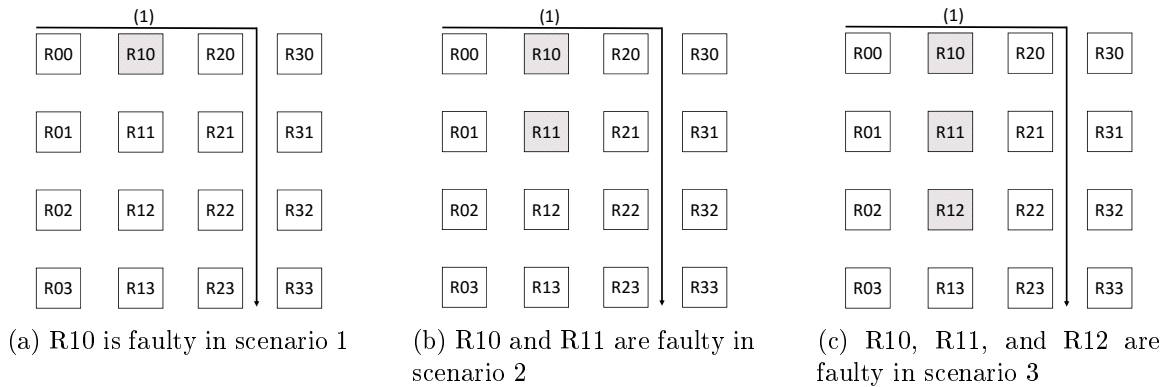 (1)
R00 R10 R20 R30
R01 R11 R21 R31
R02 R12 R22 R32
R03 R13 R23 R33
(a) R10 is faulty in scenario 1
(1)
R00 R10 R20 R30
R01 R11 R21 R31
R02 R12 R22 R32
R03 R13 R23 R33
(b) R10 and R11 are faulty in
scenario 2
(1)
R00 R10 R20 R30
R01 R11 R21 R31
R02 R12 R22 R32
R03 R13 R23 R33
(c) R10, R11, and R12 are
faulty in scenario 3